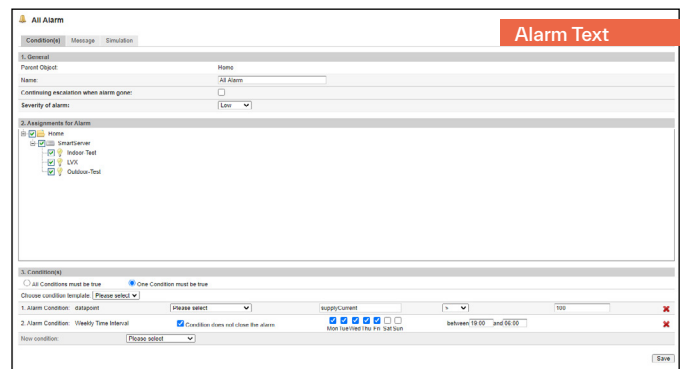 All Alarm
Alarm Text
Condition(s) Message Simulation
1. General
Parent Object: Home
Name: All Alarm
Continuing escalation when alarm gone:
Severity of alarm: Low
2. Assignments for Alarm
Home
SmartServer
Indoor-Test
LVX
Outdoor-Test
3. Condition(s)
All Conditions must be true One Condition must be true
Choose condition template: Please select
1. Alarm Condition: datapoint Please select supplyCurrent 100
2. Alarm Condition: Weekly Time Interval Condition does not close the alarm Mon Tue Wed Thu Fri Sat Sun between 19:00 and 06:00
New condition: Please select
Save